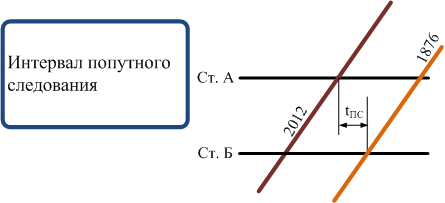 Интервал попутного
следования
1876
Ст. А
tПС
2012
Ст. Б